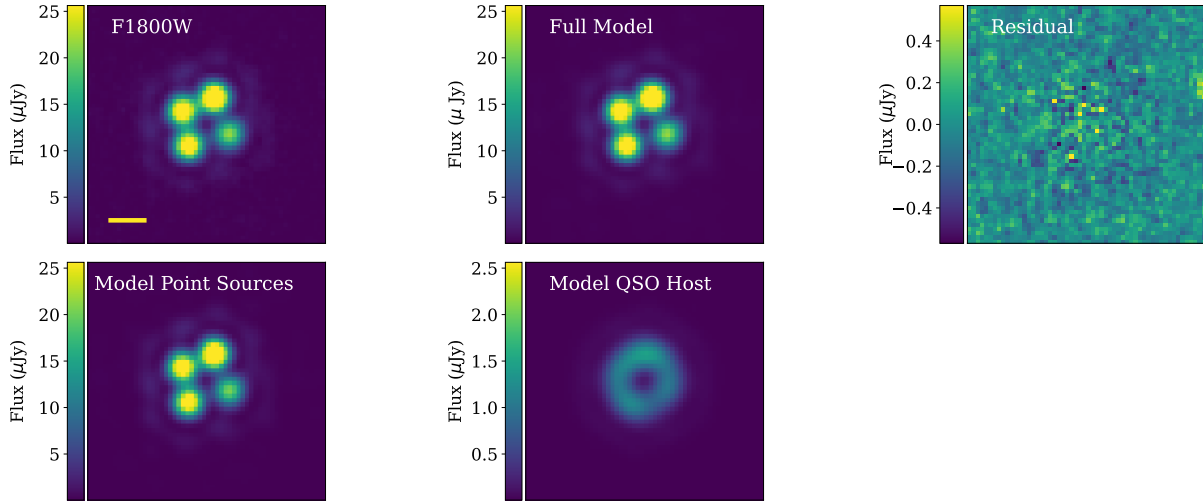 25
20
15
10
5
Flux (μJy)
F1800W
25
20
15
10
5
Flux (μ Jy)
Full Model
0.4
0.2
0.0
−0.2
−0.4
Flux (μJy)
Residual
25
20
15
10
5
Flux (μJy)
Model Point Sources
2.5
2.0
1.5
1.0
0.5
Flux (μJy)
Model QSO Host